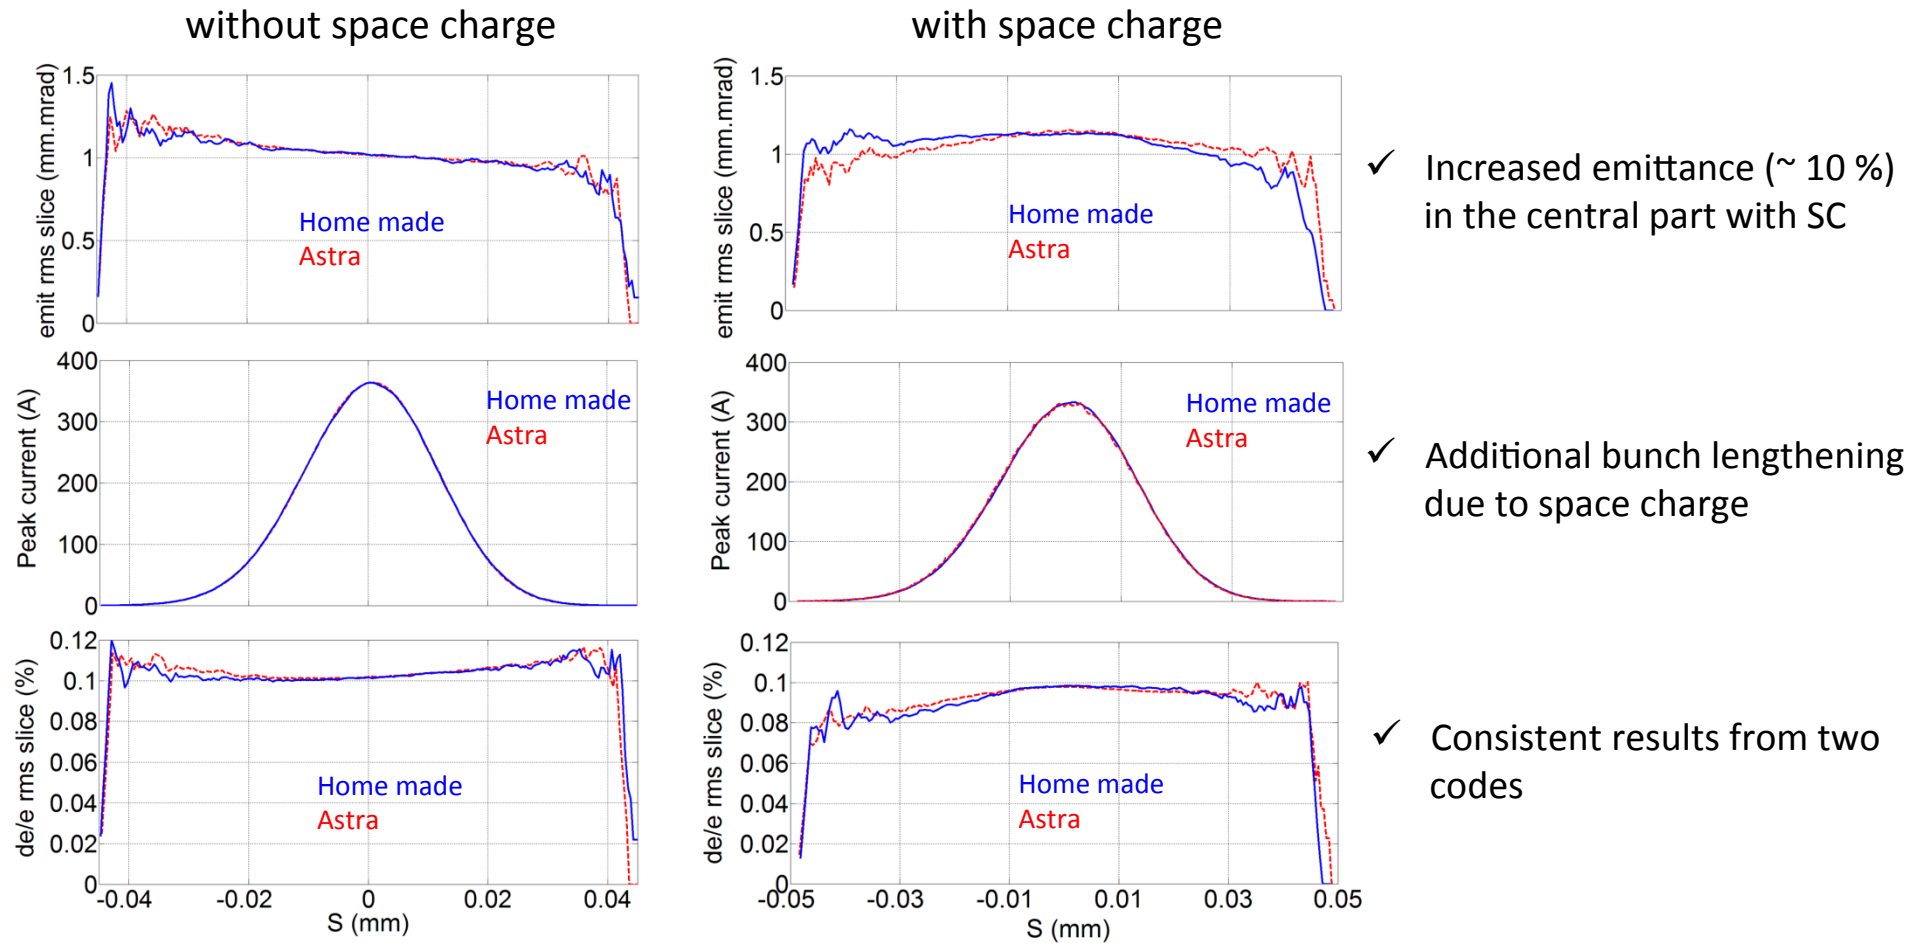 without space charge
with space charge
emit rms slice (mm.mrad)
1.5
1
0.5
0
Home made
Astra
emit rms slice (mm.mrad)
1.5
1
0.5
0
Home made
Astra
✓ Increased emittance (~ 10 %)
in the central part with SC
Peak current (A)
400
300
200
100
0
Home made
Astra
Peak current (A)
400
300
200
100
0
Home made
Astra
✓ Additional bunch lengthening
due to space charge
de/e rms slice (%)
0.12
0.1
0.08
0.06
0.04
0.02
0
Home made
Astra
-0.04 -0.02 0 0.02 0.04
S (mm)
de/e rms slice (%)
0.12
0.1
0.08
0.06
0.04
0.02
0
Home made
Astra
-0.05 -0.03 -0.01 0.01 0.03 0.05
S (mm)
✓ Consistent results from two
codes